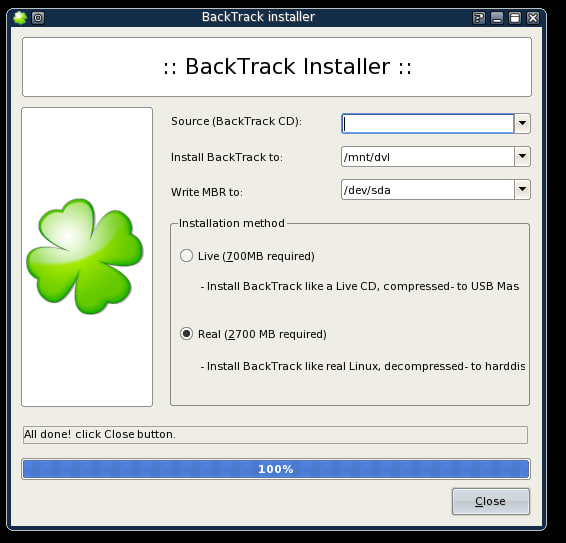 BackTrack installer
:: BackTrack Installer ::
Source (BackTrack CD):
Install BackTrack to: /mnt/dvl
Write MBR to: /dev/sda
Installation method
Live (700MB required)
- Install BackTrack like a Live CD, compressed- to USB Mas
Real (2700 MB required)
- Install BackTrack like real Linux, decompressed- to harddis
All done! click Close button.
100%
Close